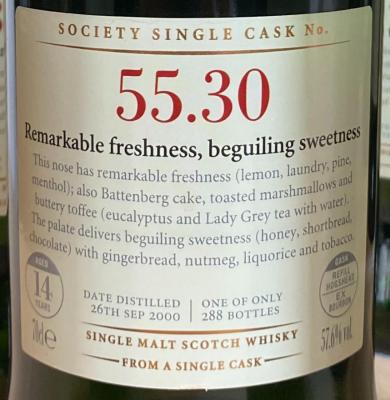 SOCIETY SINGLE CASK No.
55.30
Remarkable freshness, beguiling sweetness
This nose has remarkable freshness (lemon, laundry, pine,
menthol); also Battenberg cake, toasted marshmallows and
buttery toffee (eucalyptus and Lady Grey tea with water).
The palate delivers beguiling sweetness (honey, shortbread,
chocolate) with gingerbread, nutmeg, liquorice and tobacco.
AGED
14
YEARS
DATE DISTILLED
26TH SEP 2000
ONE OF ONLY
288 BOTTLES
CASK
REFILL
HOGSHEAD
EX
BOURBON
70cl e
57.6% vol.
SINGLE MALT SCOTCH WHISKY
FROM A SINGLE CASK